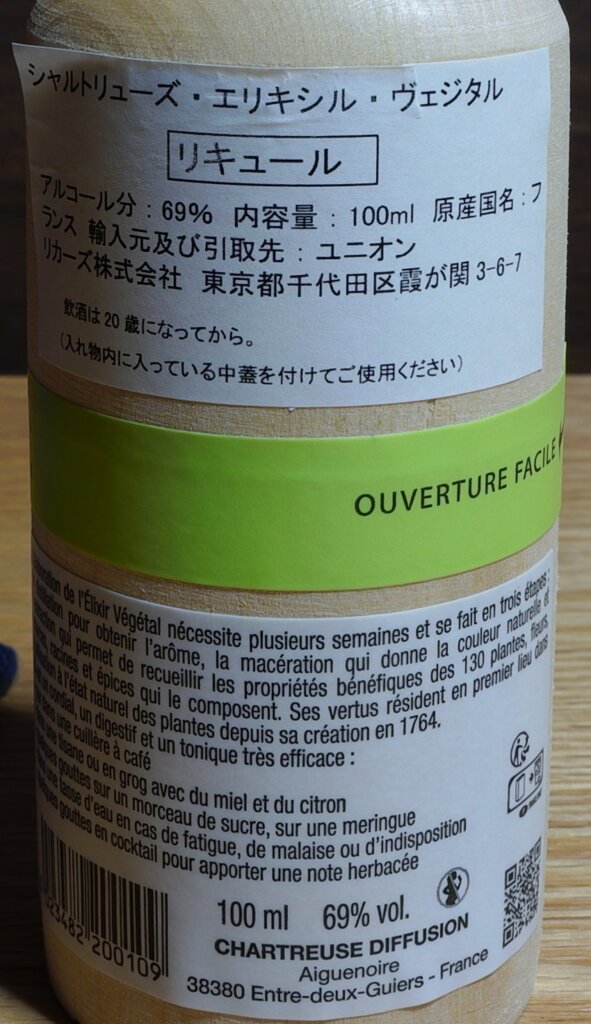 シャルトリューズ・エリキシル・ヴェジタル
リキュール
アルコール分：69% 内容量：100ml 原産国名：フ
ランス 輸入元及び引取先：ユニオン
リカーズ株式会社 東京都千代田区霞が関 3-6-7
飲酒は 20 歳になってから。
（入れ物内に入っている中蓋を付けてご使用ください）
OUVERTURE FACILE
de l'Élixir Végétal nécessite plusieurs semaines et se fait en trois étapes :
pour obtenir l'arôme, la macération qui donne la couleur naturelle et
qui permet de recueillir les propriétés bénéfiques des 130 plantes, fleurs,
racines et épices qui le composent. Ses vertus résident en premier lieu dans
à l'état naturel des plantes depuis sa création en 1764.
un cordial, un digestif et un tonique très efficace :
une cuillère à café
une tisane ou en grog avec du miel et du citron
gouttes sur un morceau de sucre, sur une meringue
une tasse d'eau en cas de fatigue, de malaise ou d'indisposition
gouttes en cocktail pour apporter une note herbacée
100 ml 69% vol.
CHARTREUSE DIFFUSION
Aiguenoire
38380 Entre-deux-Guiers - France
200109